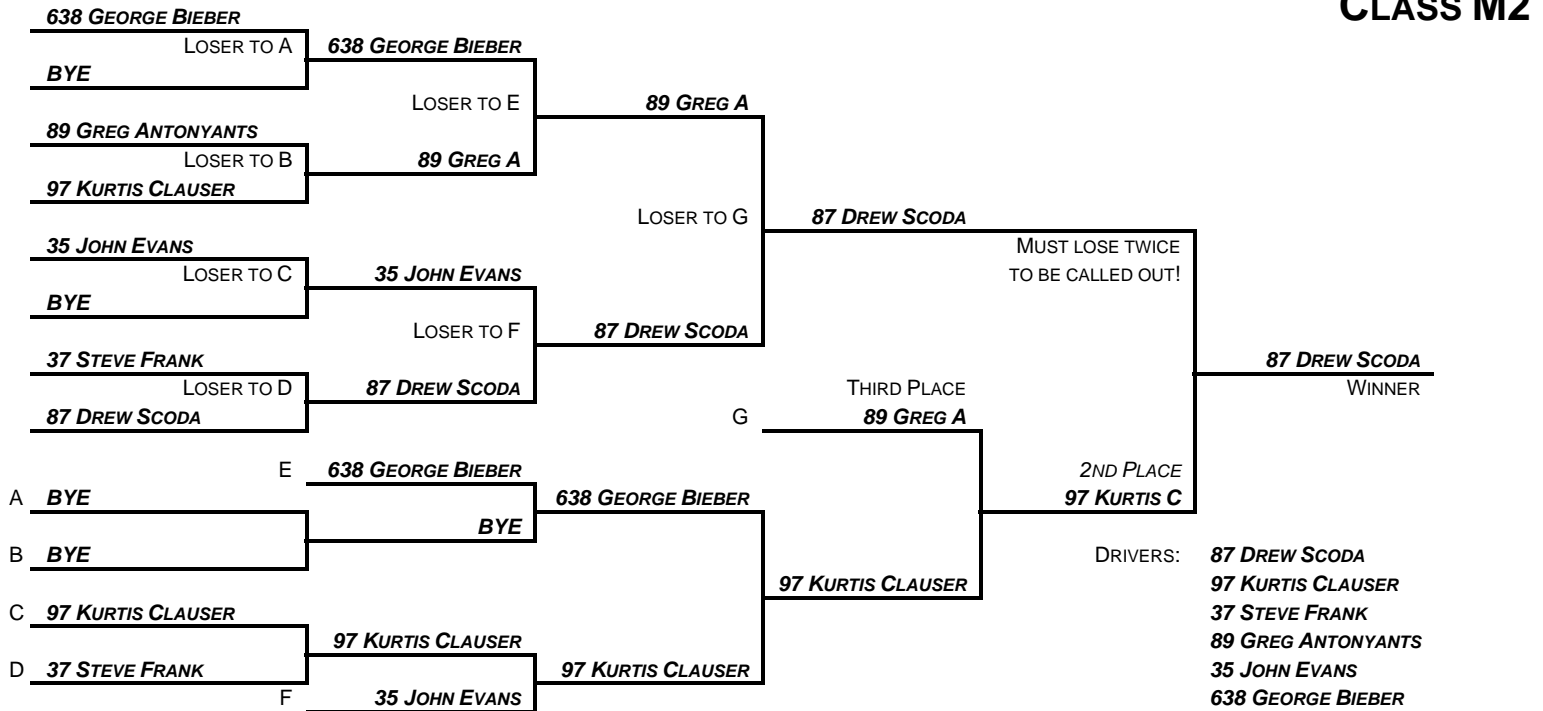 CLASS M2
638 GEORGE BIEBER
LOSER TO A 638 GEORGE BIEBER
BYE
LOSER TO E 89 GREG A
89 GREG ANTONYANTS
LOSER TO B 89 GREG A
97 KURTIS CLAUSER
LOSER TO G 87 DREW SCODA
35 JOHN EVANS MUST LOSE TWICE
LOSER TO C 35 JOHN EVANS TO BE CALLED OUT!
BYE
LOSER TO F 87 DREW SCODA
37 STEVE FRANK 87 DREW SCODA
LOSER TO D 87 DREW SCODA THIRD PLACE WINNER
87 DREW SCODA G 89 GREG A
E 638 GEORGE BIEBER 2ND PLACE
A BYE 638 GEORGE BIEBER 97 KURTIS C
BYE
B BYE DRIVERS: 87 DREW SCODA
97 KURTIS CLAUSER 97 KURTIS CLAUSER
C 97 KURTIS CLAUSER 37 STEVE FRANK
97 KURTIS CLAUSER 89 GREG ANTONYANTS
D 37 STEVE FRANK 97 KURTIS CLAUSER 35 JOHN EVANS
F 35 JOHN EVANS 638 GEORGE BIEBER